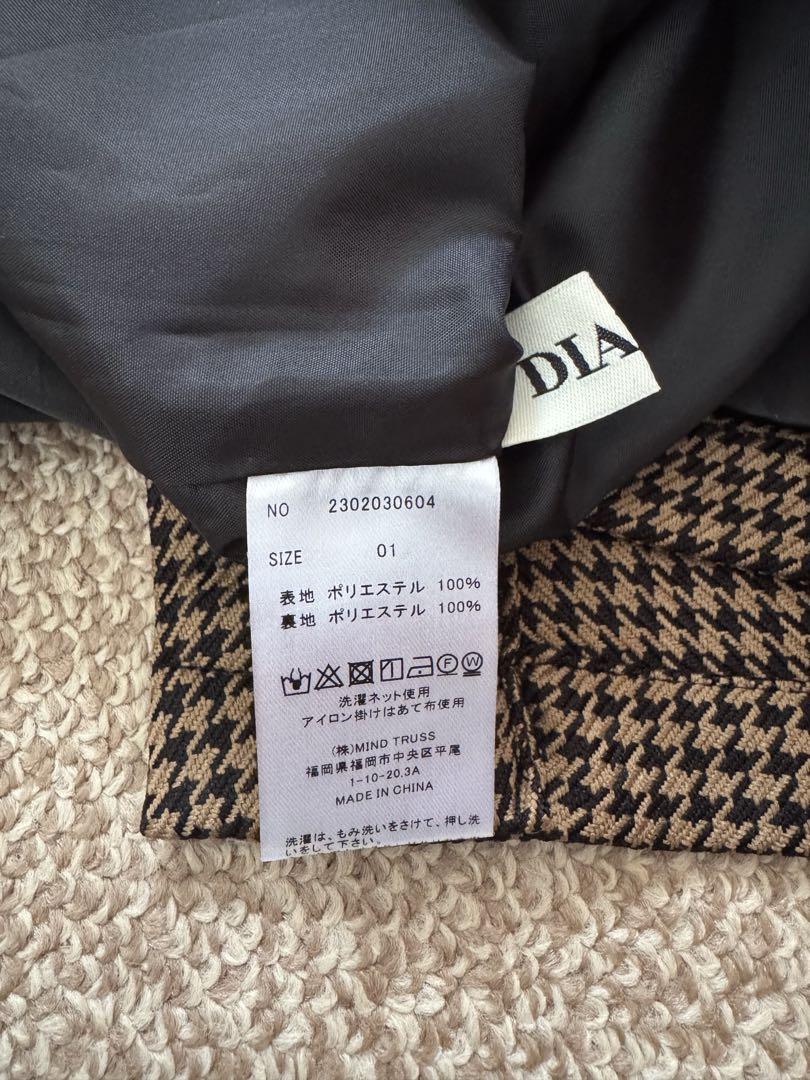 DIA
NO 2302030604
SIZE 01
表地 ポリエステル 100%
裏地 ポリエステル 100%
F W
洗濯ネット使用
アイロン掛けはあて布使用
(株)MIND TRUSS
福岡県福岡市中央区平尾
1-10-20.3A
MADE IN CHINA
洗濯は、もみ洗いをさけて、押し洗
いをして下さい。